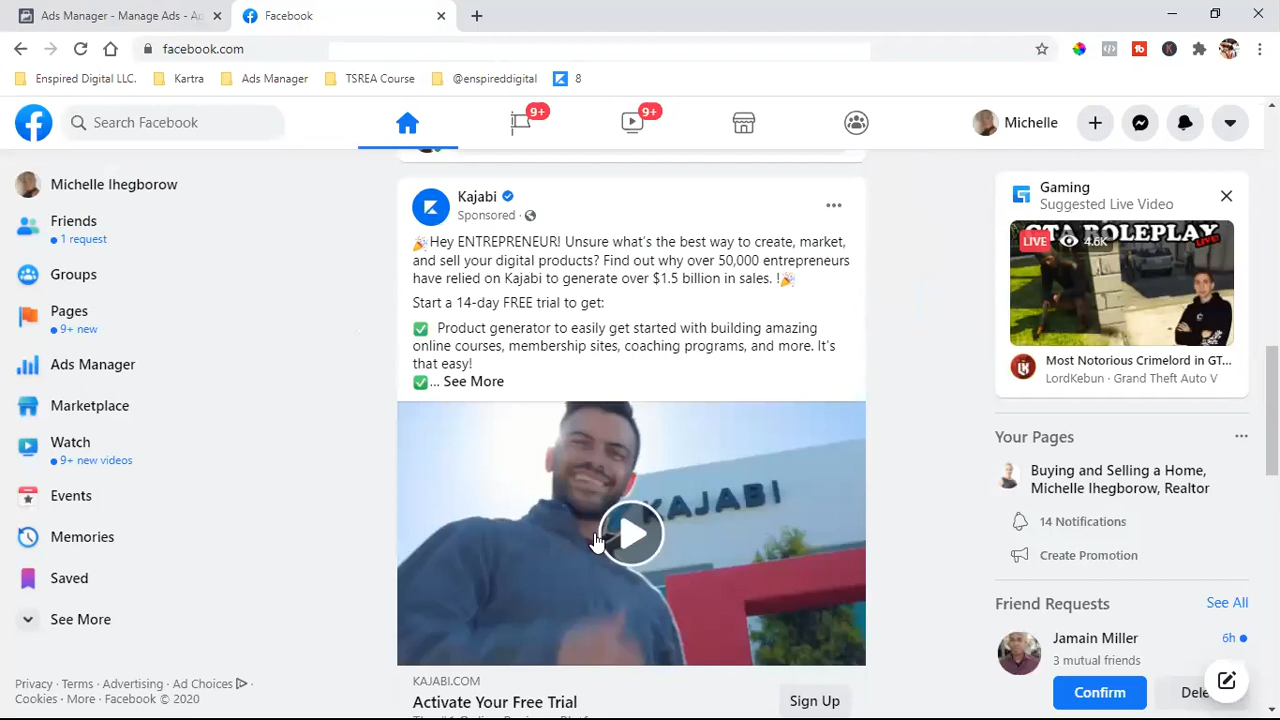 Ads Manager - Manage Ads - Ad
Facebook
facebook.com
Enspired Digital LLC.
Kartra
Ads Manager
TSREA Course
@enspireddigital
8
Search Facebook
9+
9+
Michelle
Michelle Ihegborow
Friends
1 request
Groups
Pages
9+ new
Ads Manager
Marketplace
Watch
9+ new videos
Events
Memories
Saved
See More
Privacy · Terms · Advertising · Ad Choices ·
Cookies · More · Facebook © 2020
Kajabi
Sponsored ·
🎉Hey ENTREPRENEUR! Unsure what's the best way to create, market,
and sell your digital products? Find out why over 50,000 entrepreneurs
have relied on Kajabi to generate over $1.5 billion in sales. !🎉
Start a 14-day FREE trial to get:
✅ Product generator to easily get started with building amazing
online courses, membership sites, coaching programs, and more. It's
that easy!
✅... See More
KAJABI
KAJABI.COM
Activate Your Free Trial
Sign Up
Gaming
Suggested Live Video
GTA ROLEPLAY
LIVE 4.6K
Most Notorious Crimelord in GT...
LordKebun · Grand Theft Auto V
Your Pages
Buying and Selling a Home,
Michelle Ihegborow, Realtor
14 Notifications
Create Promotion
Friend Requests
See All
Jamain Miller
6h
3 mutual friends
Confirm